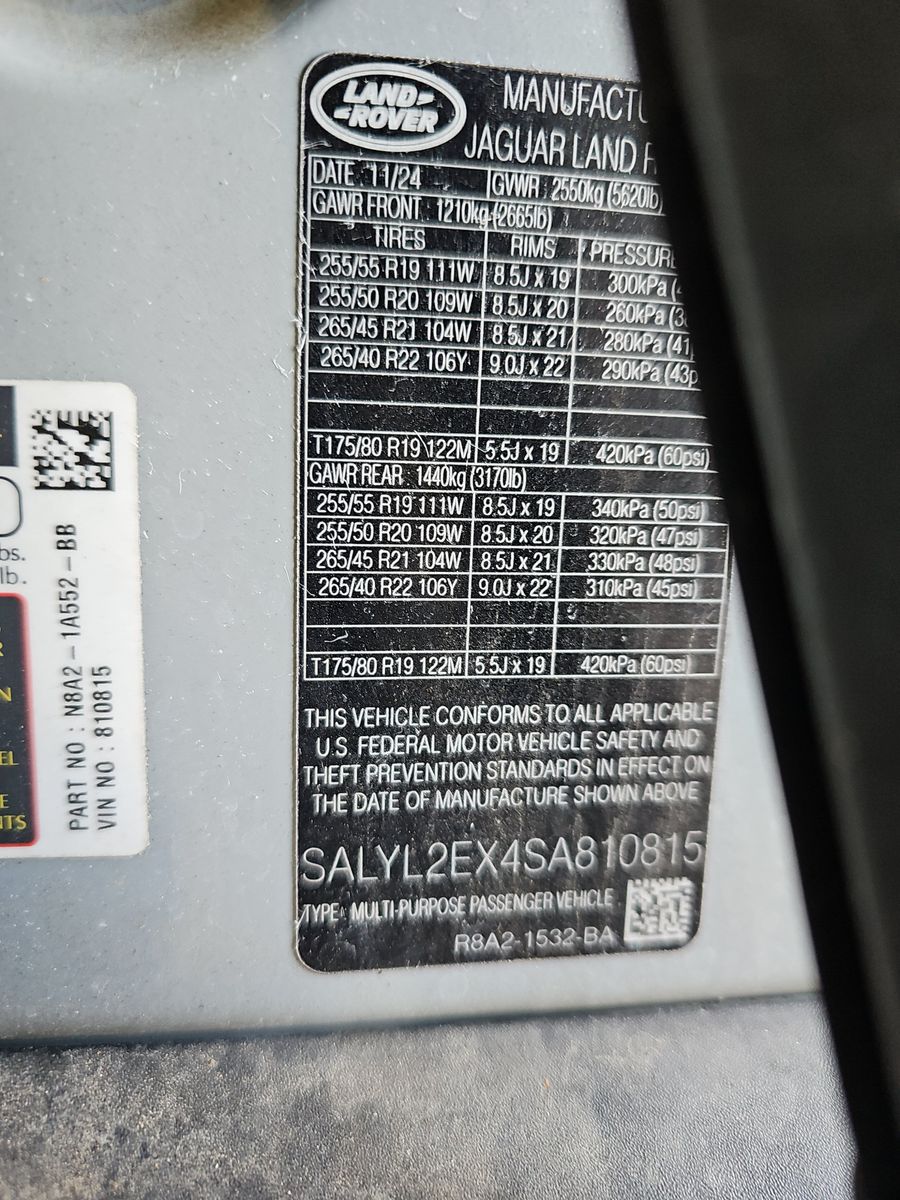 LAND
ROVER
MANUFACTU
JAGUAR LAND R
DATE: 11/24 GVWR: 2550kg (5620lb)
GAWR FRONT 1210kg (2665lb)
TIRES RIMS PRESSURE
255/55 R19 111W 8.5J x 19 300kPa (4
255/50 R20 109W 8.5J x 20 260kPa (38
265/45 R21 104W 8.5J x 21 280kPa (41
265/40 R22 106Y 9.0J x 22 290kPa (43p
T175/80 R19 122M 5.5J x 19 420kPa (60psi)
GAWR REAR 1440kg (3170lb)
255/55 R19 111W 8.5J x 19 340kPa (50psi)
255/50 R20 109W 8.5J x 20 320kPa (47psi)
265/45 R21 104W 8.5J x 21 330kPa (48psi)
265/40 R22 106Y 9.0J x 22 310kPa (45psi)
T175/80 R19 122M 5.5J x 19 420kPa (60psi)
THIS VEHICLE CONFORMS TO ALL APPLICABLE
U.S. FEDERAL MOTOR VEHICLE SAFETY AND
THEFT PREVENTION STANDARDS IN EFFECT ON
THE DATE OF MANUFACTURE SHOWN ABOVE
SALYL2EX4SA810815
TYPE: MULTI-PURPOSE PASSENGER VEHICLE
R8A2-1532-BA
bs.
lb.
R
N
EL
E
ITS
PART NO : N8A2-1A552-BB
VIN NO : 810815